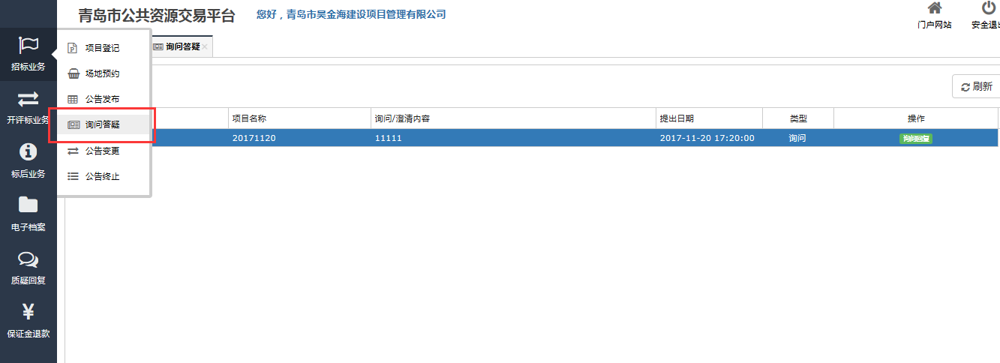 青岛市公共资源交易平台
您好，青岛市昊金海建设项目管理有限公司
门户网站
安全退出
招标业务
开评标业务
标后业务
电子档案
质疑回复
保证金退款
项目登记
场地预约
公告发布
询问答疑
公告变更
公告终止
询问答疑
刷新
项目名称 询问/澄清内容 提出日期 类型 操作
20171120 11111 2017-11-20 17:20:00 询问 询问回复